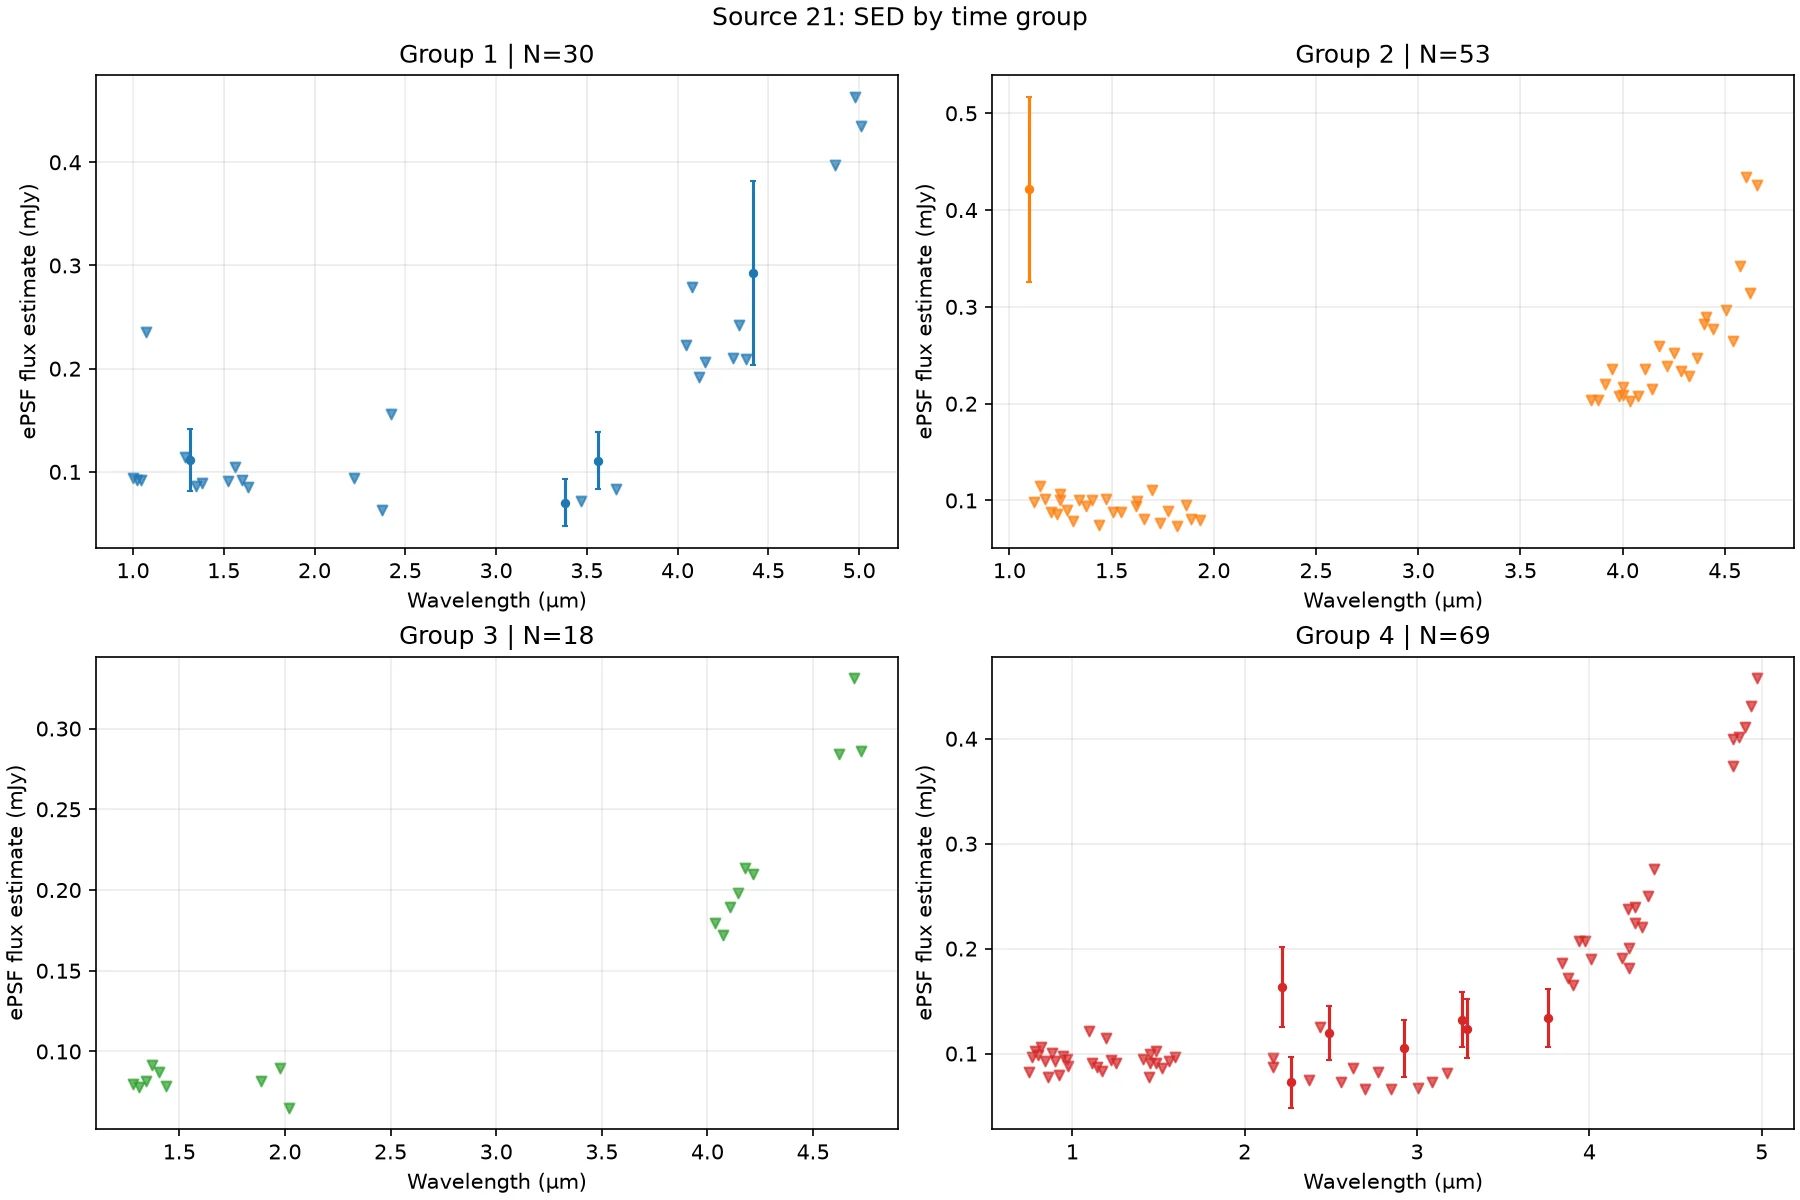 Source 21: SED by time group
Group 1 | N=30
ePSF flux estimate (mJy)
0.4
0.3
0.2
0.1
1.0 1.5 2.0 2.5 3.0 3.5 4.0 4.5 5.0
Wavelength (μm)
Group 2 | N=53
ePSF flux estimate (mJy)
0.5
0.4
0.3
0.2
0.1
1.0 1.5 2.0 2.5 3.0 3.5 4.0 4.5
Wavelength (μm)
Group 3 | N=18
ePSF flux estimate (mJy)
0.30
0.25
0.20
0.15
0.10
1.5 2.0 2.5 3.0 3.5 4.0 4.5
Wavelength (μm)
Group 4 | N=69
ePSF flux estimate (mJy)
0.4
0.3
0.2
0.1
1 2 3 4 5
Wavelength (μm)